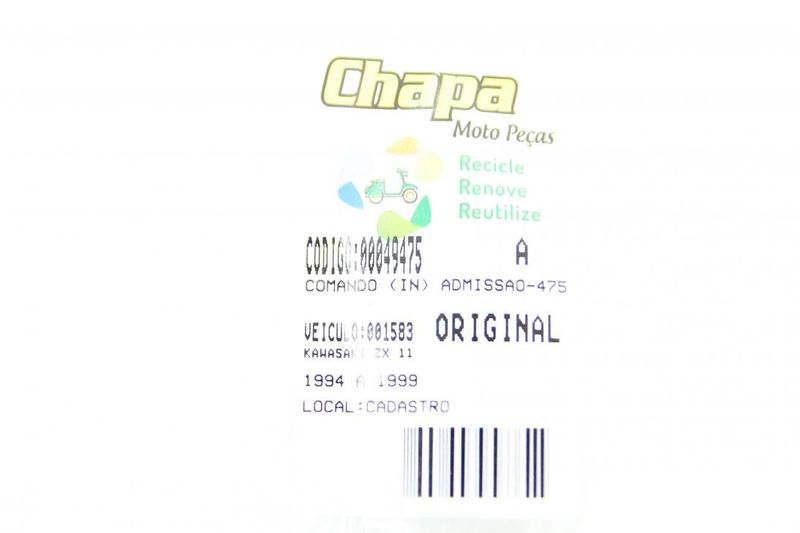 Chapa
Moto Peças
Recicle
Renove
Reutilize
CODIGO:00049475 A
COMANDO (IN) ADMISSAO-475
VEICULO:001583 ORIGINAL
KAWASAKI ZX 11
1994 A 1999
LOCAL:CADASTRO